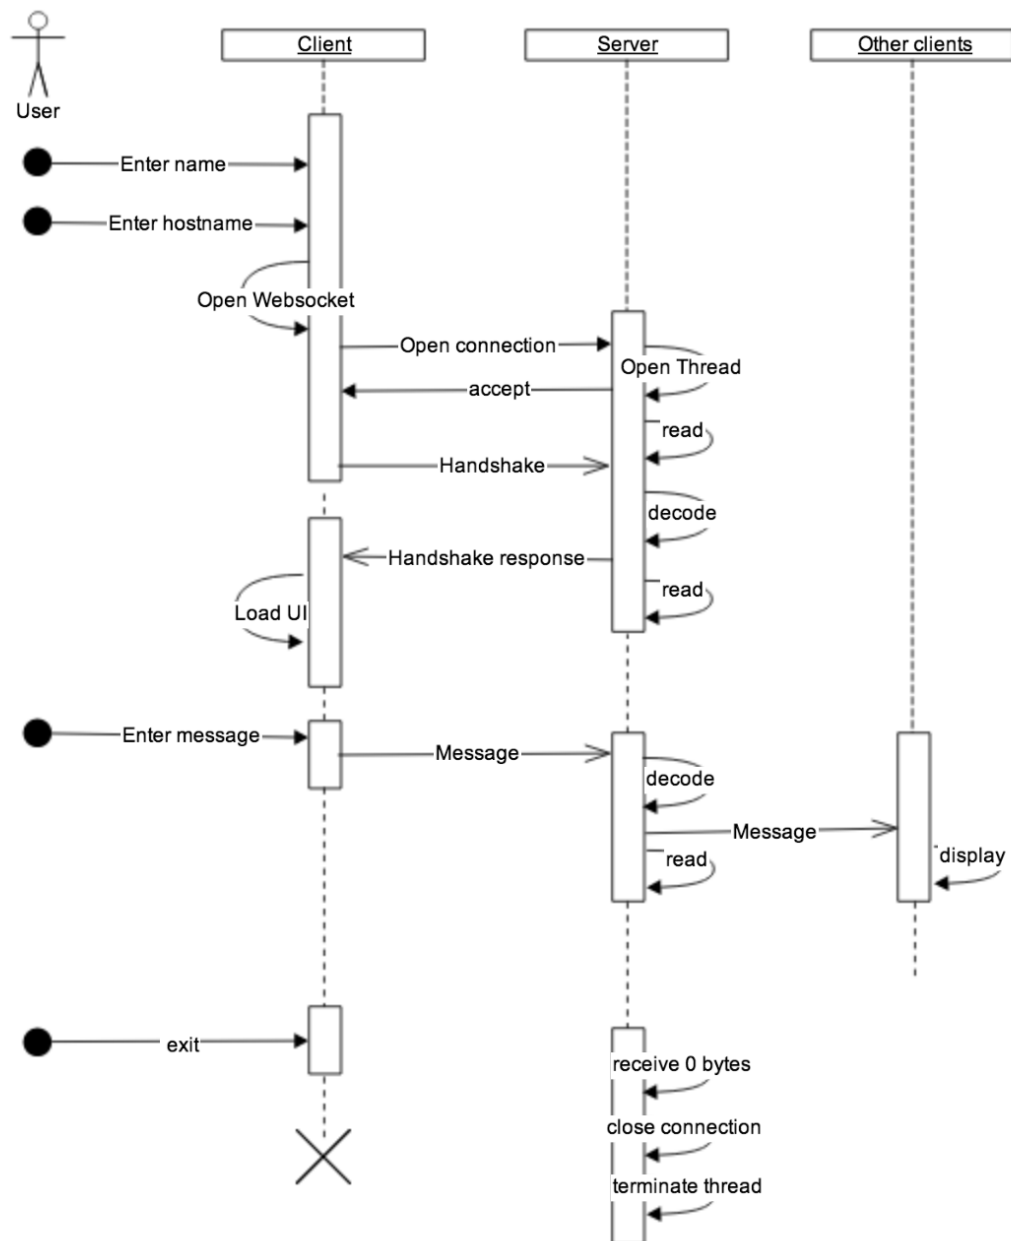 Client
Server
Other clients
User
Enter name
Enter hostname
Open Websocket
Open connection
Open Thread
accept
read
Handshake
decode
Handshake response
read
Load UI
Enter message
Message
decode
Message
read
display
exit
receive 0 bytes
close connection
terminate thread